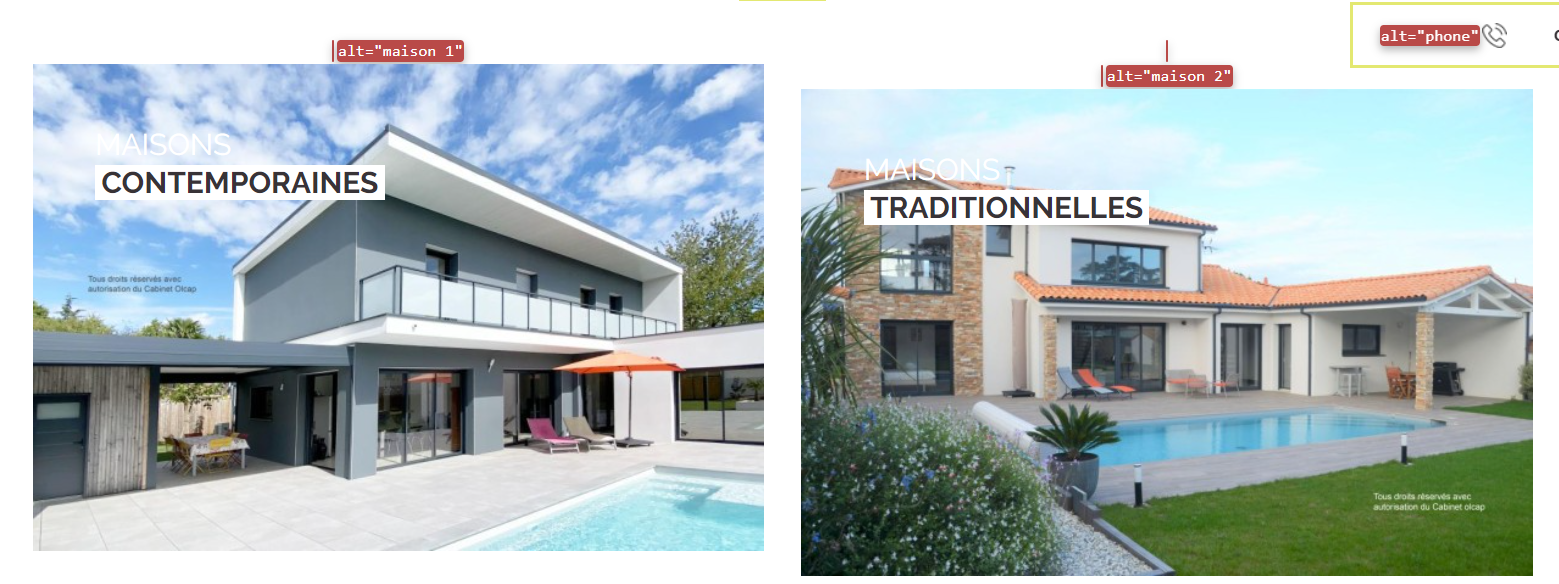 alt="maison 1"
MAISONS
CONTEMPORAINES
Tous droits réservés avec
autorisation du Cabinet Olcap
alt="phone"
alt="maison 2"
MAISONS
TRADITIONNELLES
Tous droits réservés avec
autorisation du Cabinet olcap